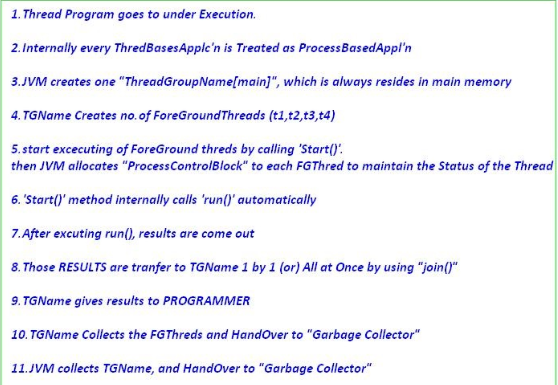 1.Thread Program goes to under Execution.
2.Internally every ThredBasesApplc'n is Treated as ProcessBasedAppl'n
3.JVM creates one "ThreadGroupName[main]", which is always resides in main memory
4.TGName Creates no.of ForeGroundThreads (t1,t2,t3,t4)
5.start excecuting of ForeGround threds by calling 'Start()'.
then JVM allocates "ProcessControlBlock" to each FGThred to maintain the Status of the Thread
6.'Start()' method internally calls 'run()' automatically
7.After excuting run(), results are come out
8.Those RESULTS are tranfer to TGName 1 by 1 (or) All at Once by using "join()"
9.TGName gives results to PROGRAMMER
10.TGName Collects the FGThreds and HandOver to "Garbage Collector"
11.JVM collects TGName, and HandOver to "Garbage Collector"